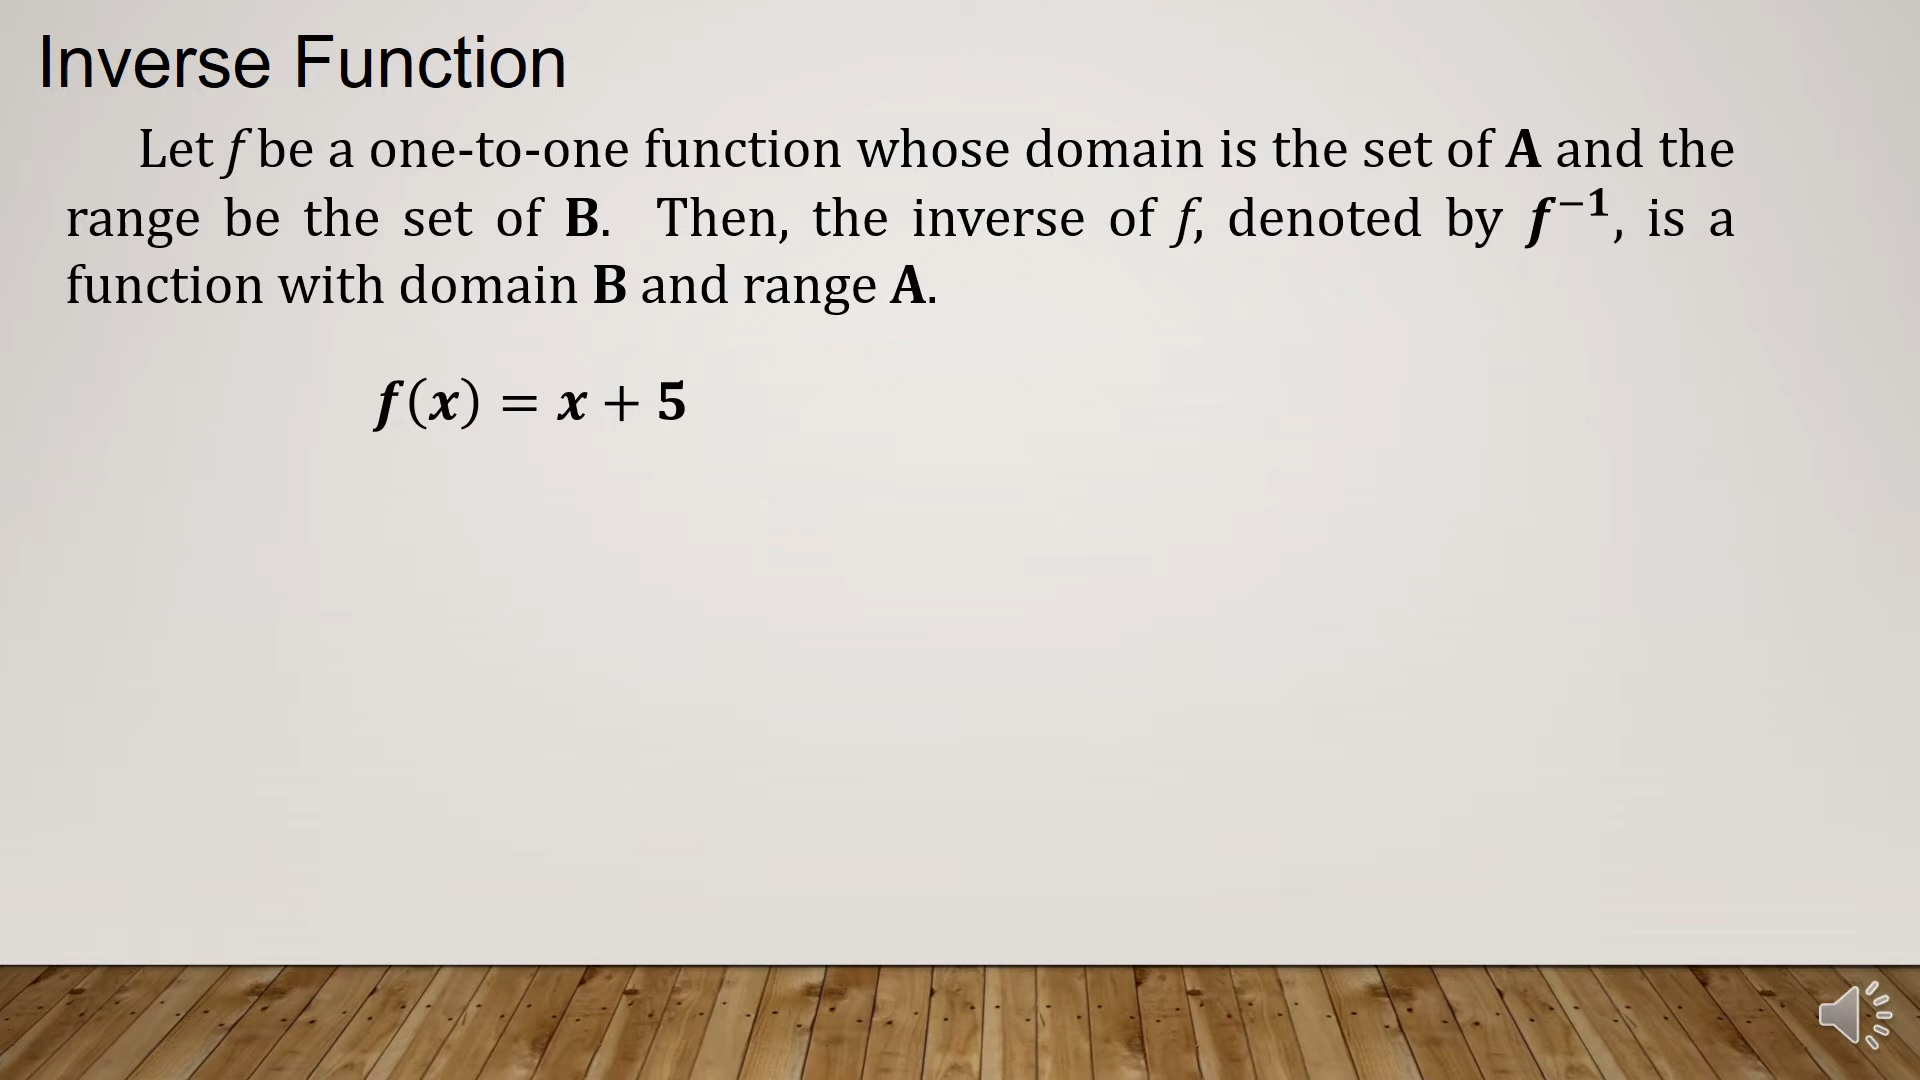 Inverse Function
Let f be a one-to-one function whose domain is the set of A and the
range be the set of B. Then, the inverse of f, denoted by f⁻¹, is a
function with domain B and range A.
f(x) = x + 5